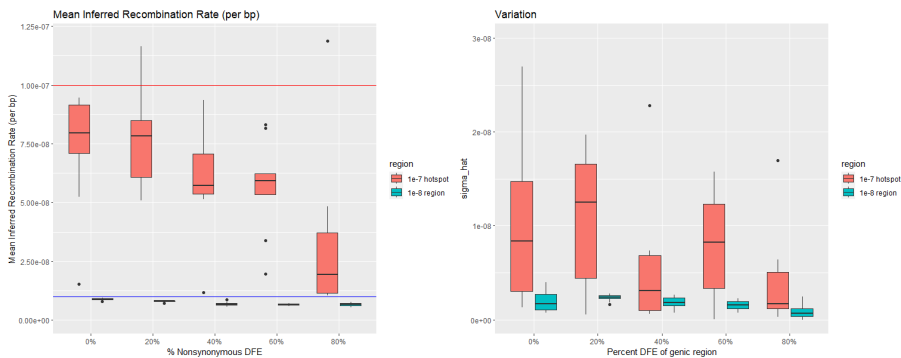 Mean Inferred Recombination Rate (per bp)
1.25e-07
1.00e-07
7.50e-08
5.00e-08
2.50e-08
0.00e+00
Mean Inferred Recombination Rate (per bp)
0%
20%
40%
60%
80%
% Nonsynonymous DFE
region
1e-7 hotspot
1e-8 region
Variation
3e-08
2e-08
1e-08
0e+00
sigma_hat
0%
20%
40%
60%
80%
Percent DFE of genic region
region
1e-7 hotspot
1e-8 region